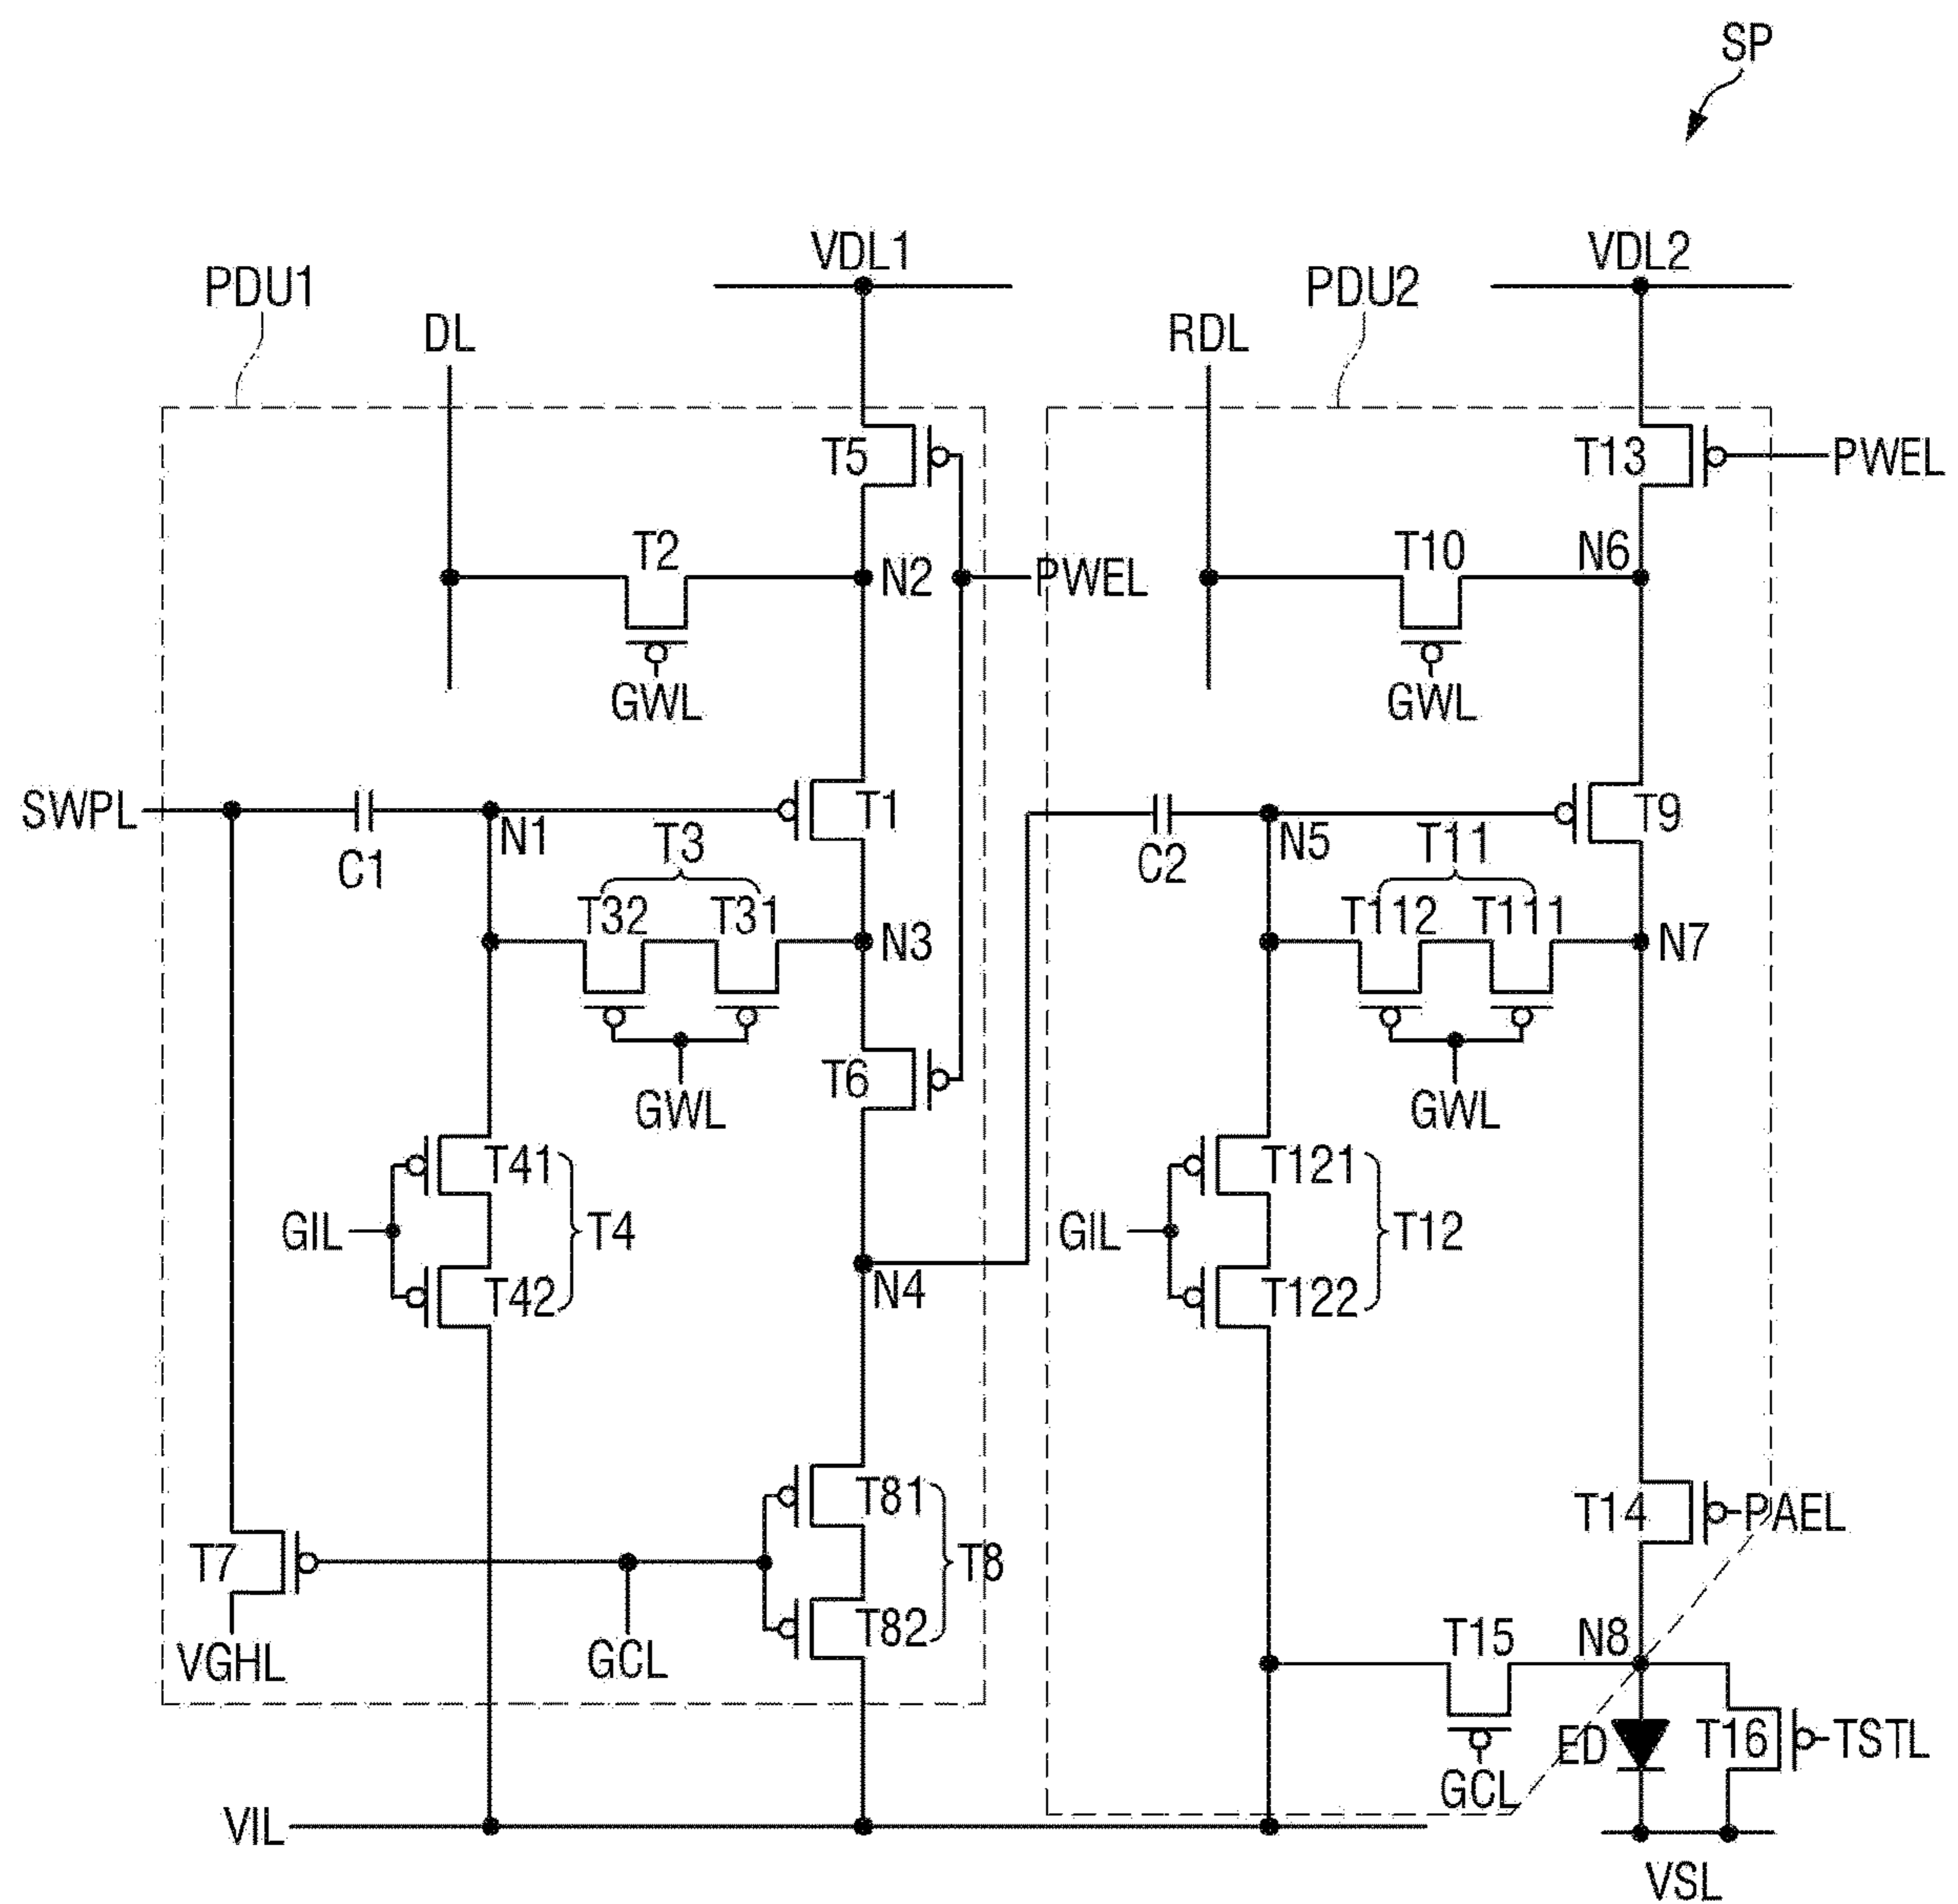 SP
VDL1
VDL2
PDU1
PDU2
DL
RDL
T5
T13
PWEL
T2
N2
PWEL
T10
N6
GWL
GWL
SWPL
C1
N1
T1
C2
N5
T9
T3
T11
T32
T31
N3
T112
T111
N7
T6
GWL
GWL
T41
T121
GIL
T4
GIL
T12
T42
N4
T122
T81
T14
PAEL
T7
T8
T82
VGHL
GCL
T15
N8
ED
T16
TSTL
GCL
VIL
VSL